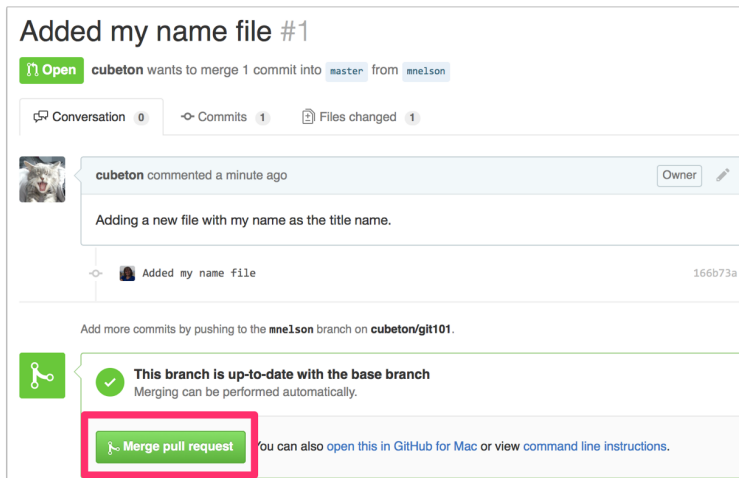 Added my name file #1
Open cubeton wants to merge 1 commit into master from mnelson
Conversation 0 Commits 1 Files changed 1
cubeton commented a minute ago Owner
Adding a new file with my name as the title name.
Added my name file 166b73a
Add more commits by pushing to the mnelson branch on cubeton/git101.
This branch is up-to-date with the base branch
Merging can be performed automatically.
Merge pull request You can also open this in GitHub for Mac or view command line instructions.